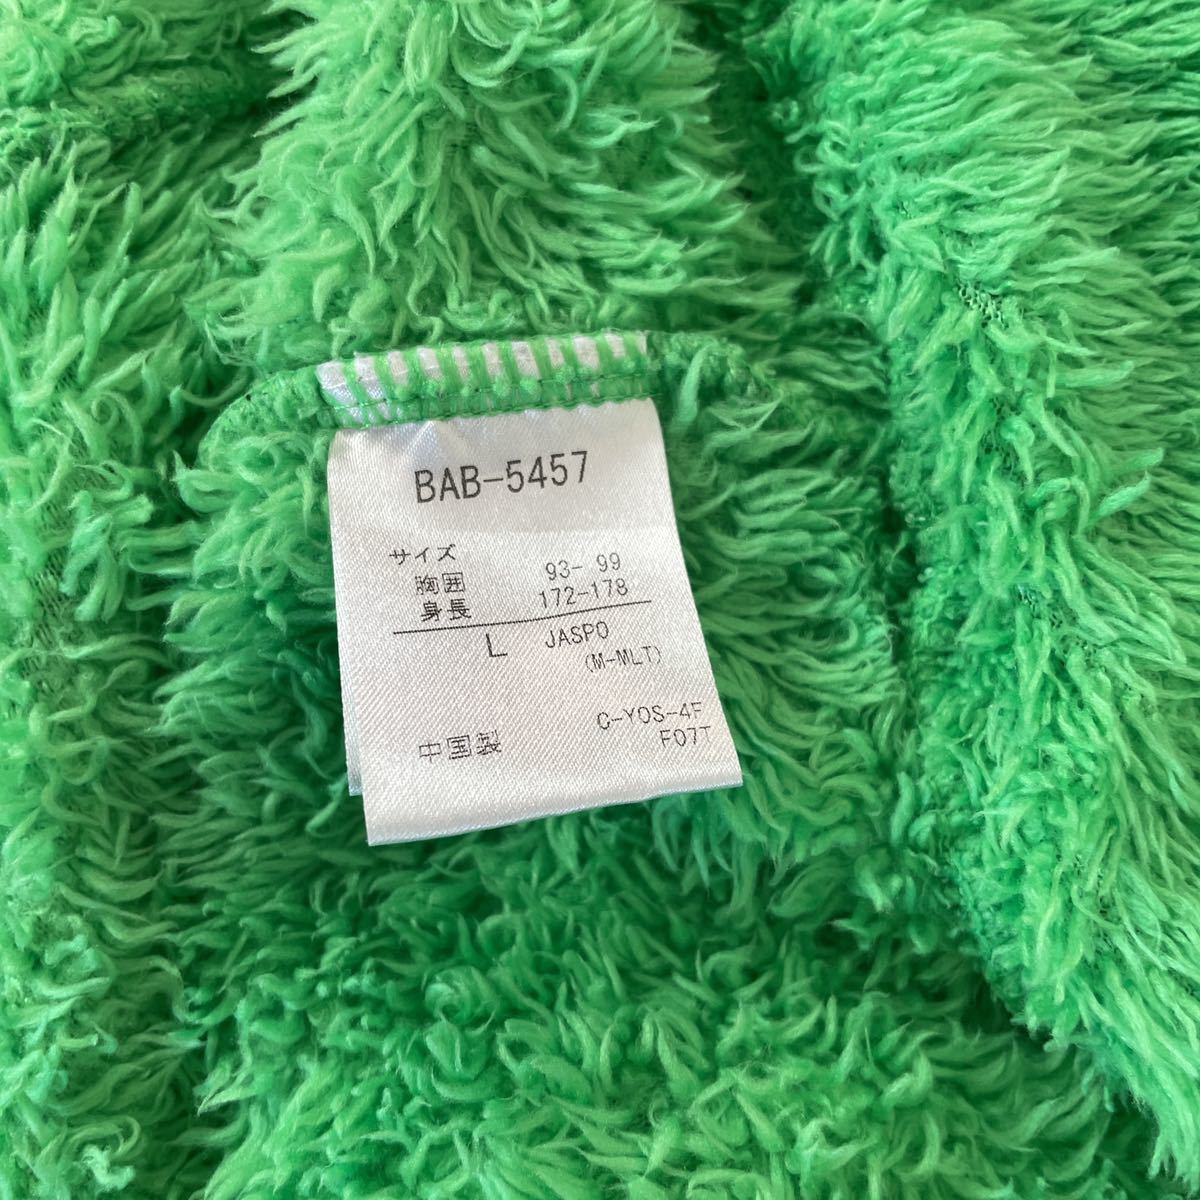 BAB-5457
サイズ
胸囲 93- 99
身長 172-178
L JASPO
(M-MLT)
C-YOS-4F
中国製 F07T